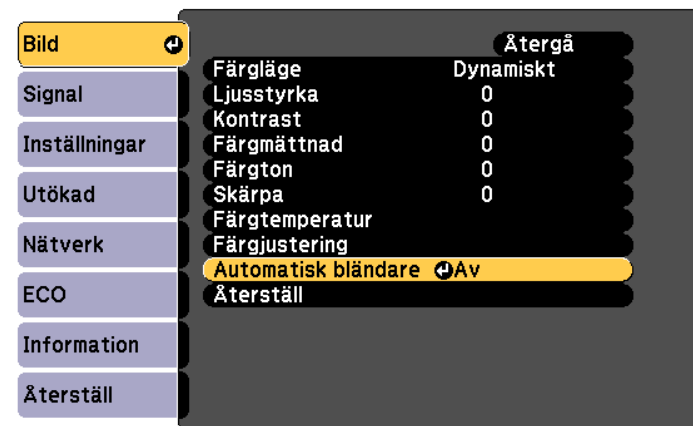 Bild
Signal
Inställningar
Utökad
Nätverk
ECO
Information
Återställ
Återgå
Färgläge Dynamiskt
Ljusstyrka 0
Kontrast 0
Färgmättnad 0
Färgton 0
Skärpa 0
Färgtemperatur
Färgjustering
Automatisk bländare Av
Återställ